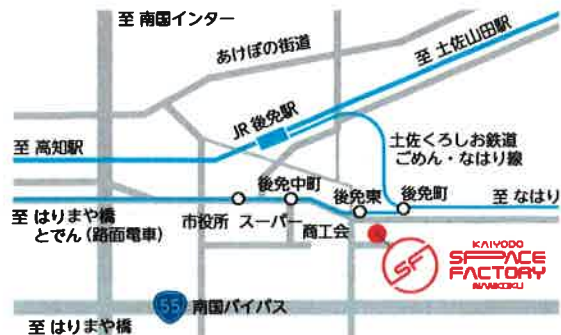 至 南国インター
あけぼの街道
至 土佐山田駅
JR 後免駅
至 高知駅
土佐くろしお鉄道
ごめん・なはり線
後免中町
後免東
後免町
至 なはり
至 はりまや橋
とでん(路面電車)
市役所
スーパー
商工会
SF
KAIYODO
SPACE
FACTORY
NANKOKU
55
南国バイパス
至 はりまや橋